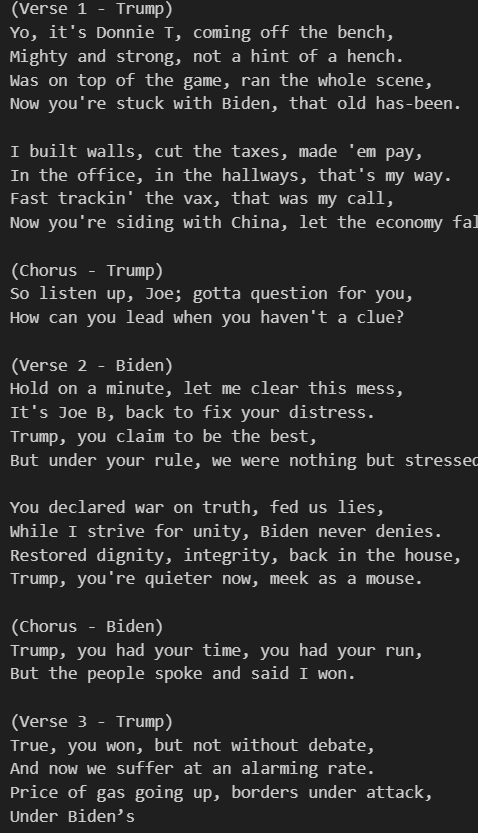 (Verse 1 - Trump)
Yo, it's Donnie T, coming off the bench,
Mighty and strong, not a hint of a hench.
Was on top of the game, ran the whole scene,
Now you're stuck with Biden, that old has-been.

I built walls, cut the taxes, made 'em pay,
In the office, in the hallways, that's my way.
Fast trackin' the vax, that was my call,
Now you're siding with China, let the economy fal

(Chorus - Trump)
So listen up, Joe; gotta question for you,
How can you lead when you haven't a clue?

(Verse 2 - Biden)
Hold on a minute, let me clear this mess,
It's Joe B, back to fix your distress.
Trump, you claim to be the best,
But under your rule, we were nothing but stressed

You declared war on truth, fed us lies,
While I strive for unity, Biden never denies.
Restored dignity, integrity, back in the house,
Trump, you're quieter now, meek as a mouse.

(Chorus - Biden)
Trump, you had your time, you had your run,
But the people spoke and said I won.

(Verse 3 - Trump)
True, you won, but not without debate,
And now we suffer at an alarming rate.
Price of gas going up, borders under attack,
Under Biden’s